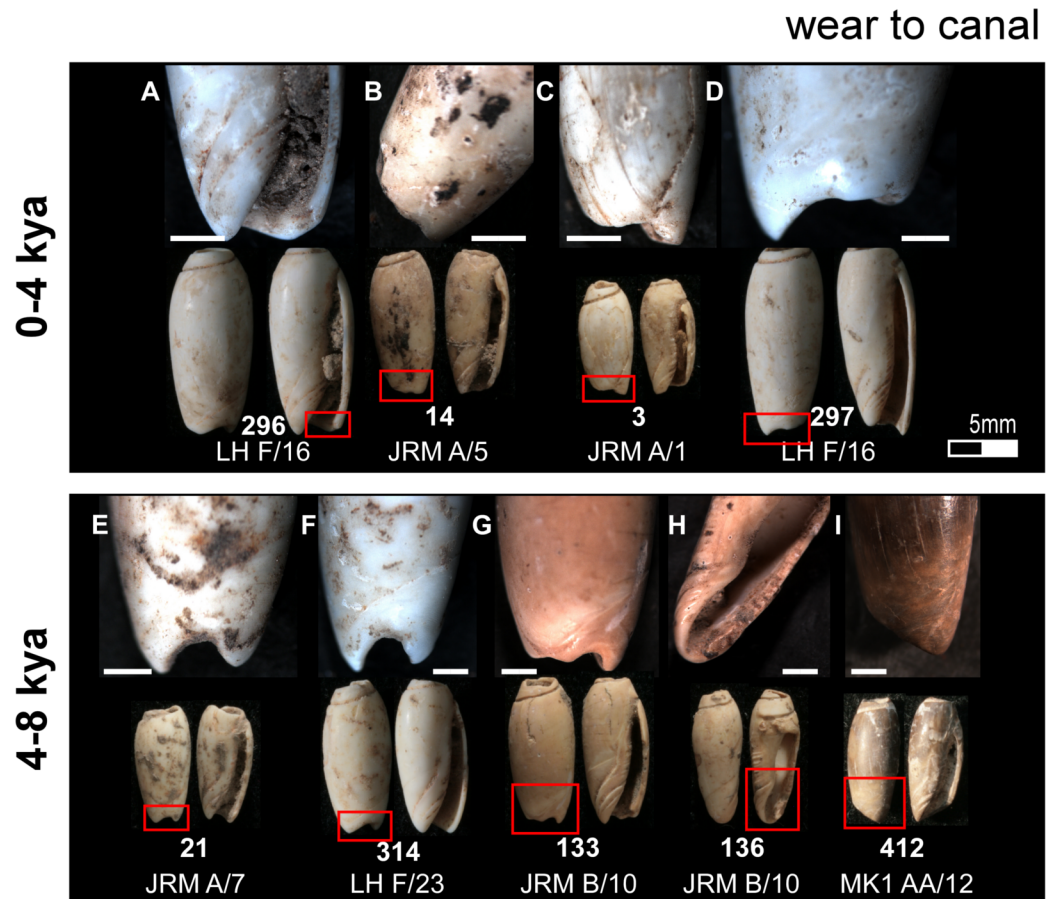 wear to canal
0-4 kya
A B C D
296 14 3 297
5mm
LH F/16 JRM A/5 JRM A/1 LH F/16
4-8 kya
E F G H I
21 314 133 136 412
JRM A/7 LH F/23 JRM B/10 JRM B/10 MK1 AA/12